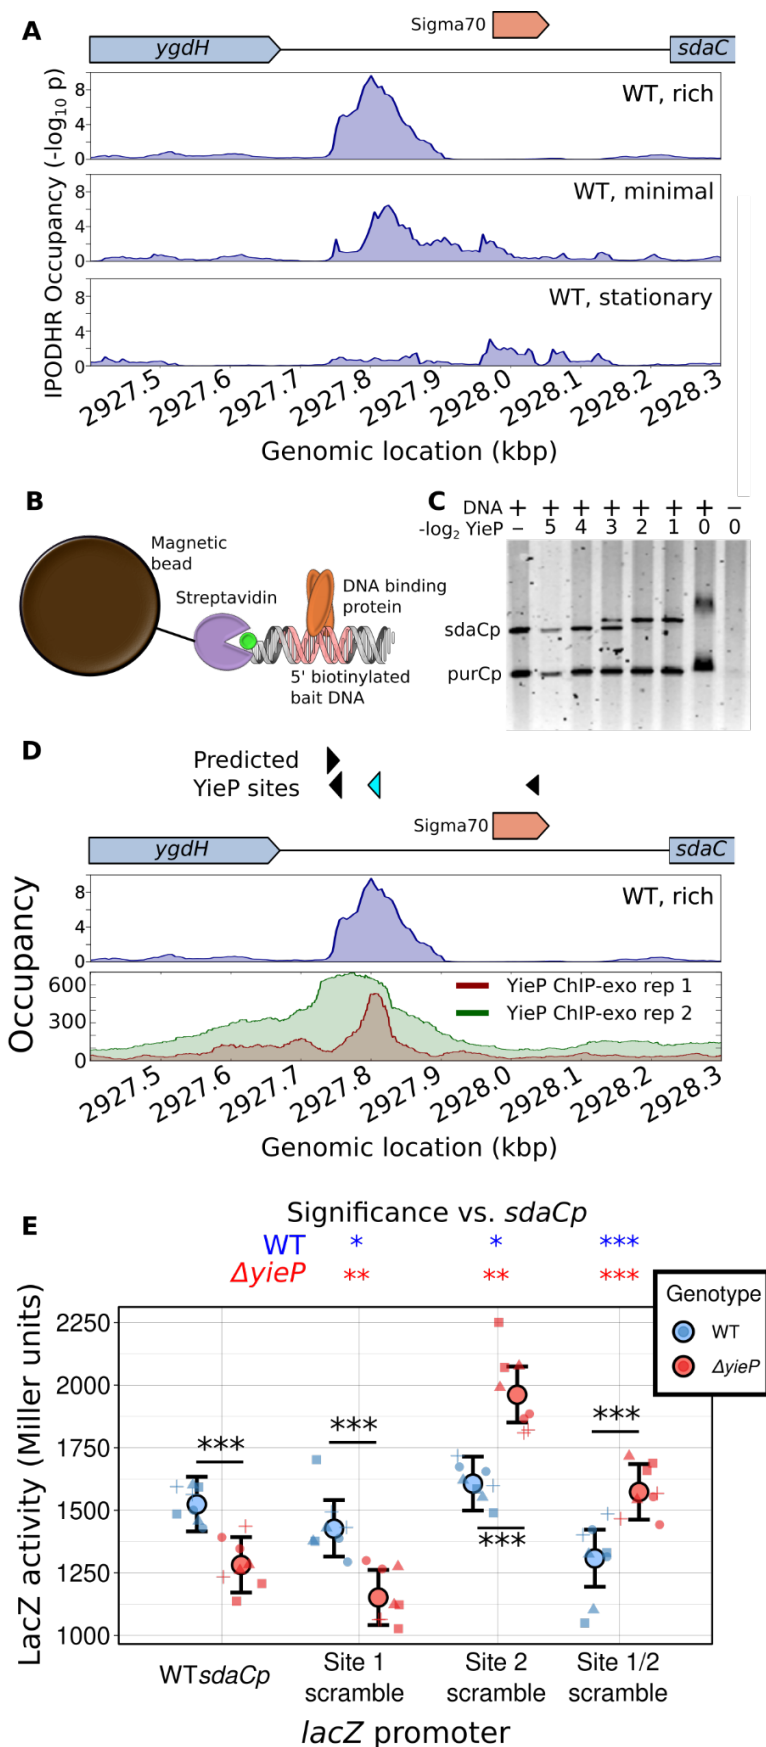 A
Sigma70
ygdH
sdaC
IPODHR Occupancy (-log10 p)
8
4
0
WT, rich
8
4
0
WT, minimal
8
4
0
WT, stationary
2927.5 2927.6 2927.7 2927.8 2927.9 2928.0 2928.1 2928.2 2928.3
Genomic location (kbp)
B
Magnetic
bead
Streptavidin
DNA binding
protein
5' biotinylated
bait DNA
C
DNA + + + + + + + −
-log2 YieP − 5 4 3 2 1 0 0
sdaCp
purCp
D
Predicted
YieP sites
Sigma70
ygdH
sdaC
Occupancy
8
4
0
WT, rich
600
300
0
YieP ChIP-exo rep 1
YieP ChIP-exo rep 2
2927.5 2927.6 2927.7 2927.8 2927.9 2928.0 2928.1 2928.2 2928.3
Genomic location (kbp)
E
Significance vs. sdaCp
WT * * ***
ΔyieP ** ** ***
Genotype
WT
ΔyieP
LacZ activity (Miller units)
2250
2000
1750
1500
1250
1000
***
***
***
***
WTsdaCp
Site 1
scramble
Site 2
scramble
Site 1/2
scramble
lacZ promoter